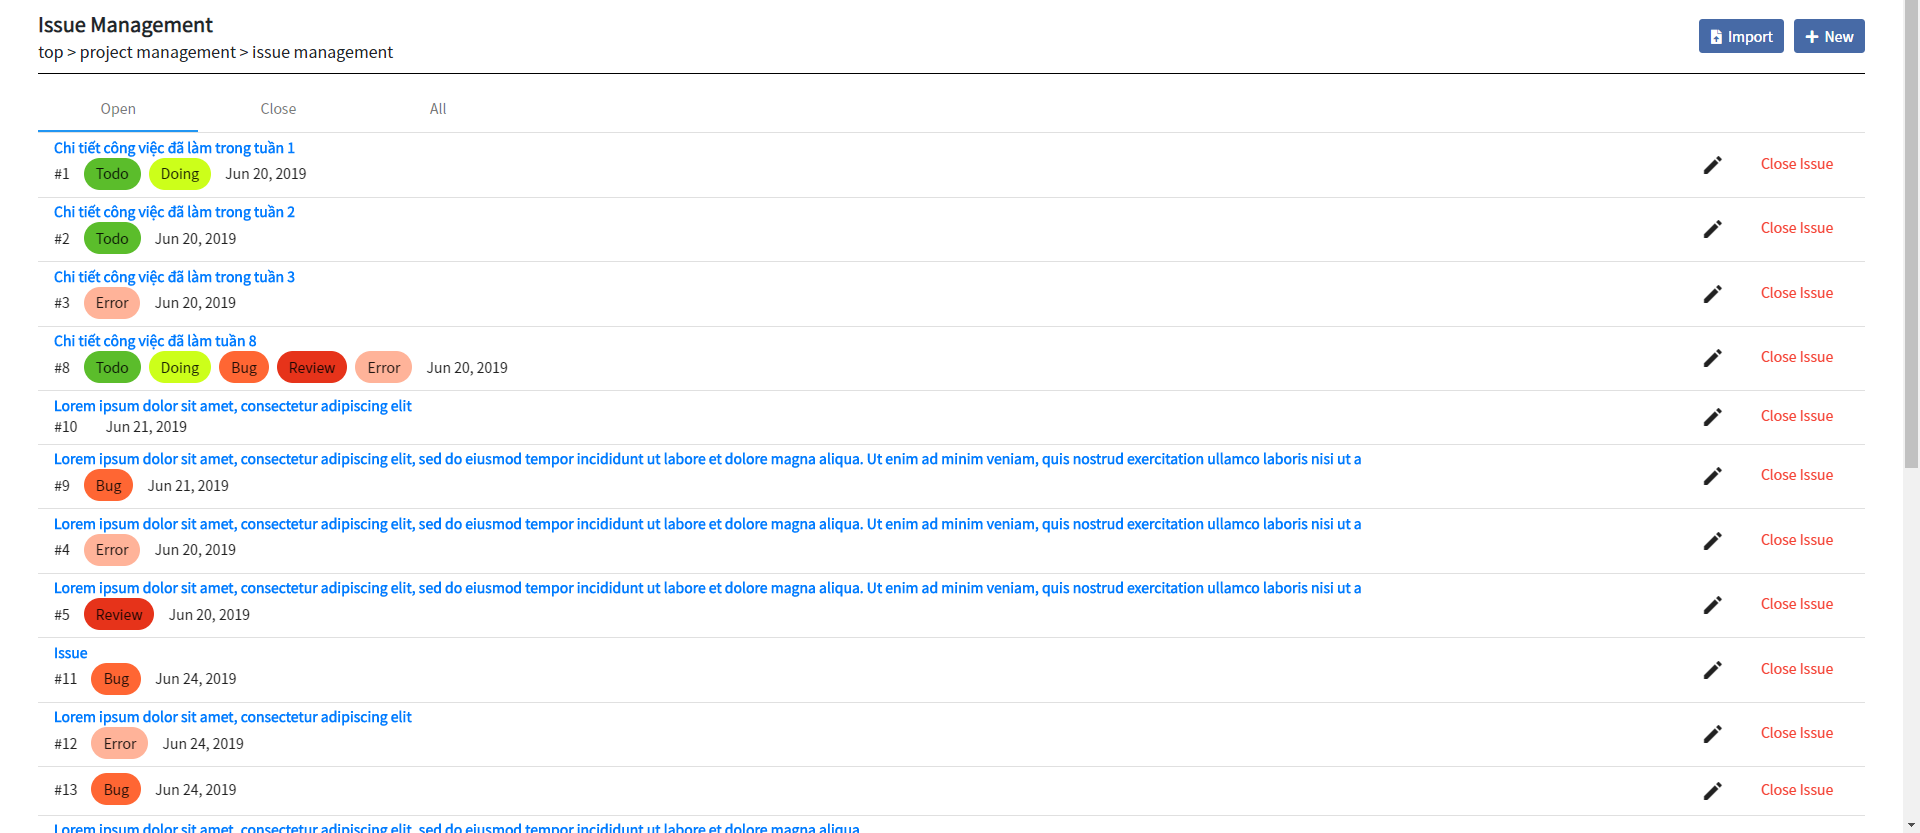 Issue Management
top > project management > issue management
Import
New
Open Close All
Chi tiết công việc đã làm trong tuần 1
#1 Todo Doing Jun 20, 2019
Close Issue
Chi tiết công việc đã làm trong tuần 2
#2 Todo Jun 20, 2019
Close Issue
Chi tiết công việc đã làm trong tuần 3
#3 Error Jun 20, 2019
Close Issue
Chi tiết công việc đã làm tuần 8
#8 Todo Doing Bug Review Error Jun 20, 2019
Close Issue
Lorem ipsum dolor sit amet, consectetur adipiscing elit
#10 Jun 21, 2019
Close Issue
Lorem ipsum dolor sit amet, consectetur adipiscing elit, sed do eiusmod tempor incididunt ut labore et dolore magna aliqua. Ut enim ad minim veniam, quis nostrud exercitation ullamco laboris nisi ut a
#9 Bug Jun 21, 2019
Close Issue
Lorem ipsum dolor sit amet, consectetur adipiscing elit, sed do eiusmod tempor incididunt ut labore et dolore magna aliqua. Ut enim ad minim veniam, quis nostrud exercitation ullamco laboris nisi ut a
#4 Error Jun 20, 2019
Close Issue
Lorem ipsum dolor sit amet, consectetur adipiscing elit, sed do eiusmod tempor incididunt ut labore et dolore magna aliqua. Ut enim ad minim veniam, quis nostrud exercitation ullamco laboris nisi ut a
#5 Review Jun 20, 2019
Close Issue
Issue
#11 Bug Jun 24, 2019
Close Issue
Lorem ipsum dolor sit amet, consectetur adipiscing elit
#12 Error Jun 24, 2019
Close Issue
#13 Bug Jun 24, 2019
Close Issue
Lorem ipsum dolor sit amet, consectetur adipiscing elit, sed do eiusmod tempor incididunt ut labore et dolore magna aliqua.